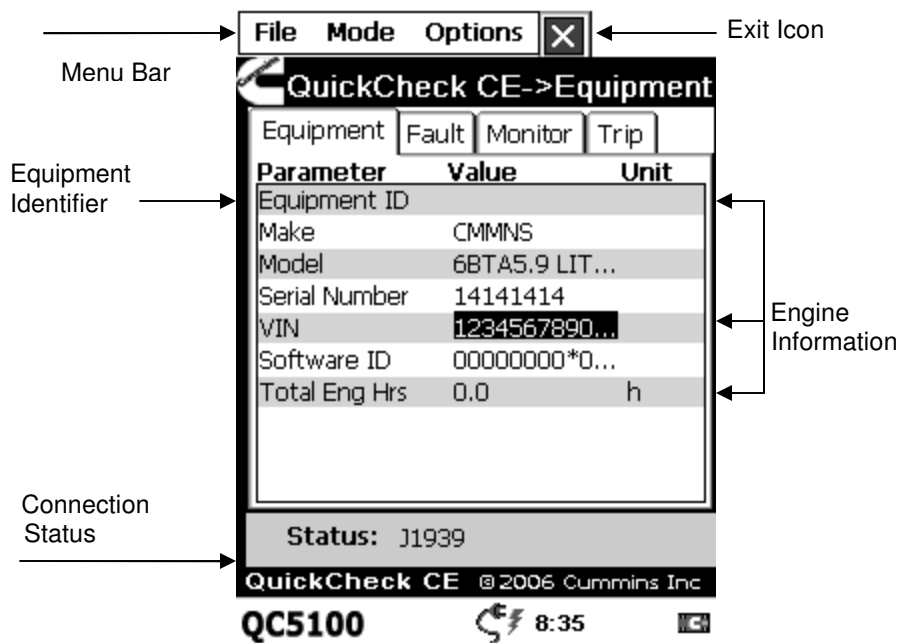 File Mode Options
Exit Icon
Menu Bar
QuickCheck CE->Equipment
Equipment Fault Monitor Trip
Parameter Value Unit
Equipment Identifier
Equipment ID
Make CMMNS
Model 6BTA5.9 LIT...
Serial Number 14141414
VIN 1234567890...
Software ID 00000000*0...
Total Eng Hrs 0.0 h
Engine Information
Connection Status
Status: J1939
QuickCheck CE ©2006 Cummins Inc
QC5100 8:35